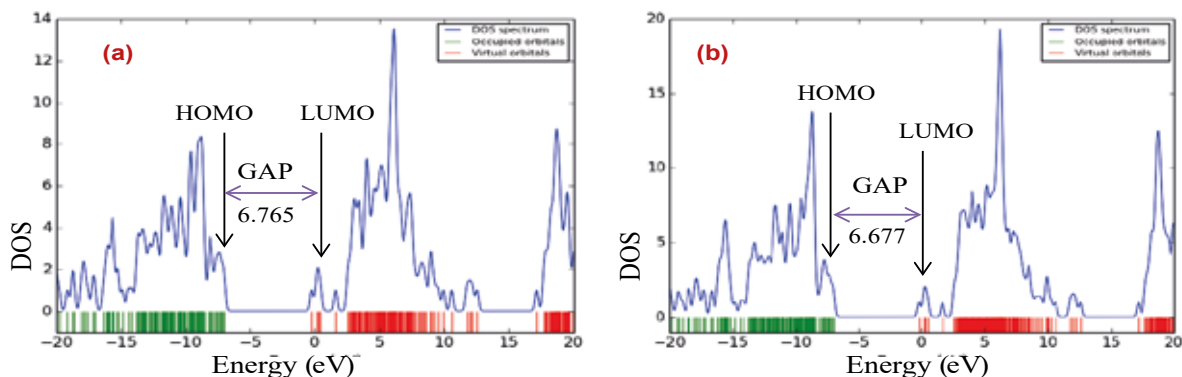 (a)
DOS spectrum
Occupied orbitals
Virtual orbitals
HOMO
LUMO
GAP
6.765
DOS
14
12
10
8
6
4
2
0
−20 −15 −10 −5 0 5 10 15 20
Energy (eV)
(b)
DOS spectrum
Occupied orbitals
Virtual orbitals
HOMO
LUMO
GAP
6.677
DOS
20
15
10
5
0
−20 −15 −10 −5 0 5 10 15 20
Energy (eV)